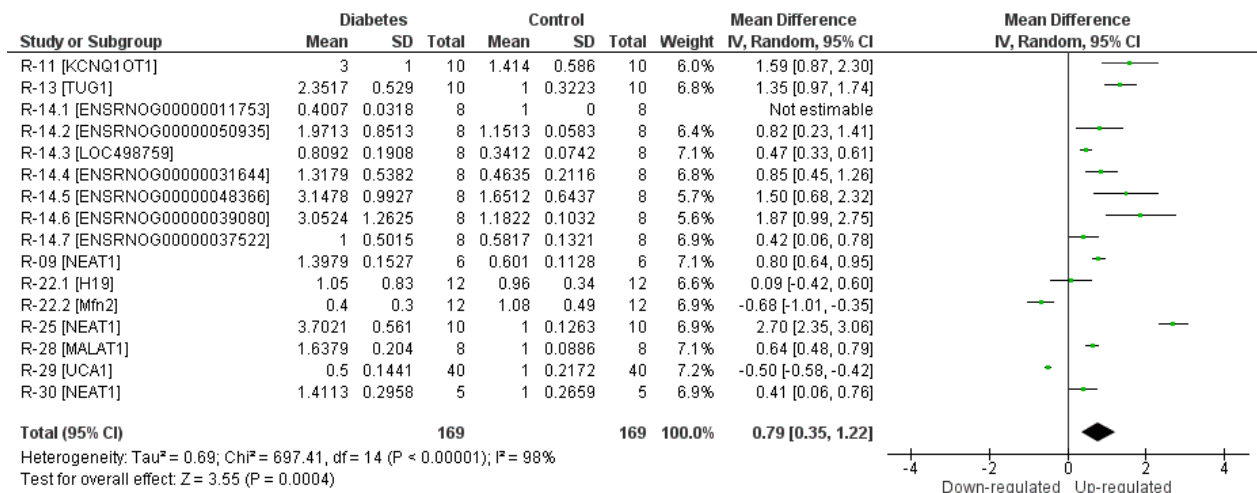 Diabetes Control Mean Difference Mean Difference
Study or Subgroup Mean SD Total Mean SD Total Weight IV, Random, 95% CI IV, Random, 95% CI
R-11 [KCNQ1OT1] 3 1 10 1.414 0.586 10 6.0% 1.59 [0.87, 2.30]
R-13 [TUG1] 2.3517 0.529 10 1 0.3223 10 6.8% 1.35 [0.97, 1.74]
R-14.1 [ENSRNOG00000011753] 0.4007 0.0318 8 1 0 8 Not estimable
R-14.2 [ENSRNOG00000050935] 1.9713 0.8513 8 1.1513 0.0583 8 6.4% 0.82 [0.23, 1.41]
R-14.3 [LOC498759] 0.8092 0.1908 8 0.3412 0.0742 8 7.1% 0.47 [0.33, 0.61]
R-14.4 [ENSRNOG00000031644] 1.3179 0.5382 8 0.4635 0.2116 8 6.8% 0.85 [0.45, 1.26]
R-14.5 [ENSRNOG00000048366] 3.1478 0.9927 8 1.6512 0.6437 8 5.7% 1.50 [0.68, 2.32]
R-14.6 [ENSRNOG00000039080] 3.0524 1.2625 8 1.1822 0.1032 8 5.6% 1.87 [0.99, 2.75]
R-14.7 [ENSRNOG00000037522] 1 0.5015 8 0.5817 0.1321 8 6.9% 0.42 [0.06, 0.78]
R-09 [NEAT1] 1.3979 0.1527 6 0.601 0.1128 6 7.1% 0.80 [0.64, 0.95]
R-22.1 [H19] 1.05 0.83 12 0.96 0.34 12 6.6% 0.09 [-0.42, 0.60]
R-22.2 [Mfn2] 0.4 0.3 12 1.08 0.49 12 6.9% -0.68 [-1.01, -0.35]
R-25 [NEAT1] 3.7021 0.561 10 1 0.1263 10 6.9% 2.70 [2.35, 3.06]
R-28 [MALAT1] 1.6379 0.204 8 1 0.0886 8 7.1% 0.64 [0.48, 0.79]
R-29 [UCA1] 0.5 0.1441 40 1 0.2172 40 7.2% -0.50 [-0.58, -0.42]
R-30 [NEAT1] 1.4113 0.2958 5 1 0.2659 5 6.9% 0.41 [0.06, 0.76]
Total (95% CI) 169 169 100.0% 0.79 [0.35, 1.22]
Heterogeneity: Tau² = 0.69; Chi² = 697.41, df = 14 (P < 0.00001); I² = 98%
Test for overall effect: Z = 3.55 (P = 0.0004)
-4 -2 0 2 4
Down-regulated Up-regulated